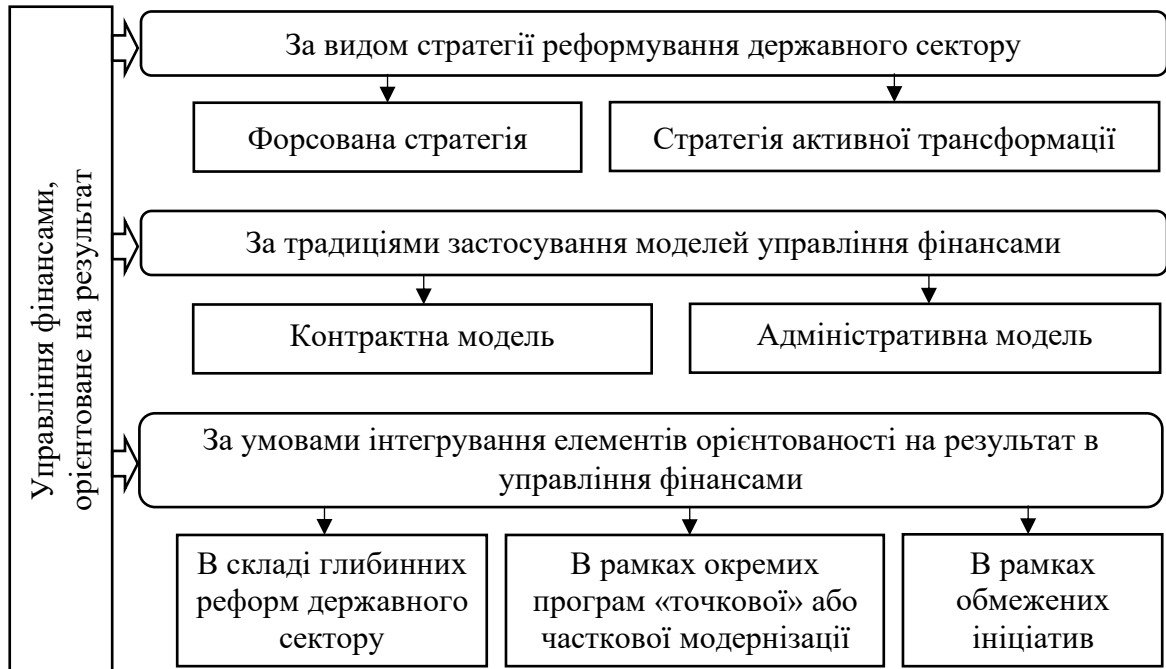 Управління фінансами,
орієнтоване на результат
За видом стратегії реформування державного сектору
Форсована стратегія
Стратегія активної трансформації
За традиціями застосування моделей управління фінансами
Контрактна модель
Адміністративна модель
За умовами інтегрування елементів орієнтованості на результат в
управління фінансами
В складі глибинних
реформ державного
сектору
В рамках окремих
програм «точкової» або
часткової модернізації
В рамках
обмежених
ініціатив